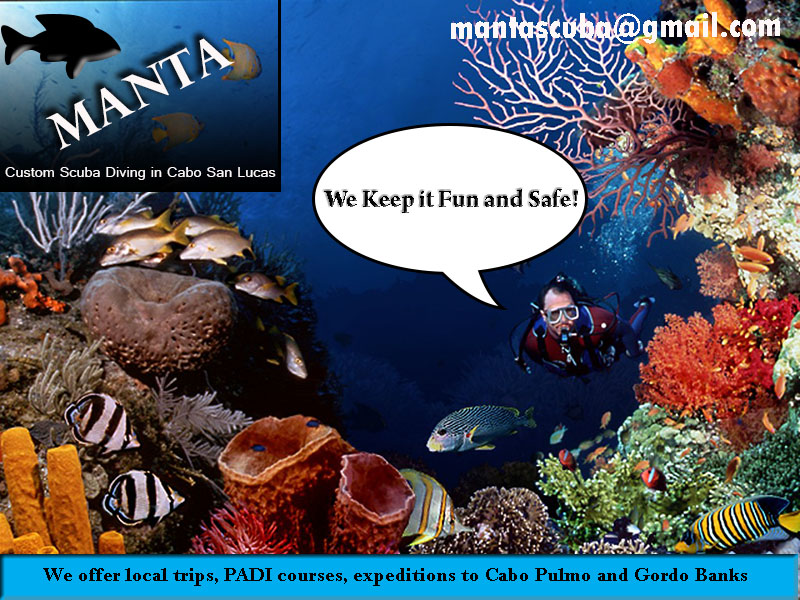 mantascuba@gmail.com
MANTA
Custom Scuba Diving in Cabo San Lucas
We Keep it Fun and Safe!
We offer local trips, PADI courses, expeditions to Cabo Pulmo and Gordo Banks